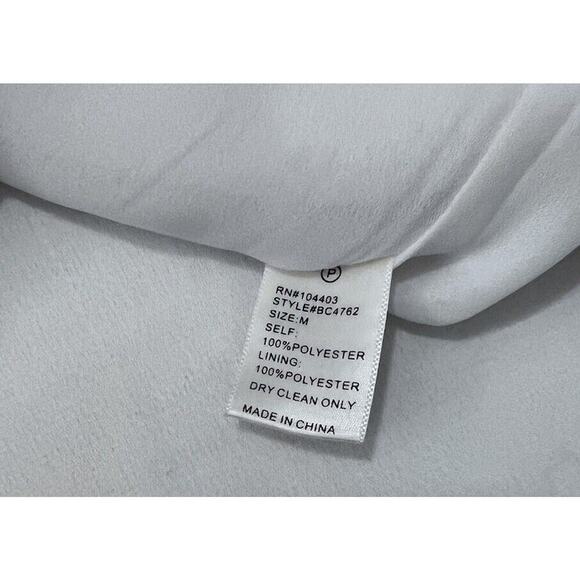 P
RN#104403
STYLE#BC4762
SIZE:M
SELF:
100%POLYESTER
LINING:
100%POLYESTER
DRY CLEAN ONLY
MADE IN CHINA